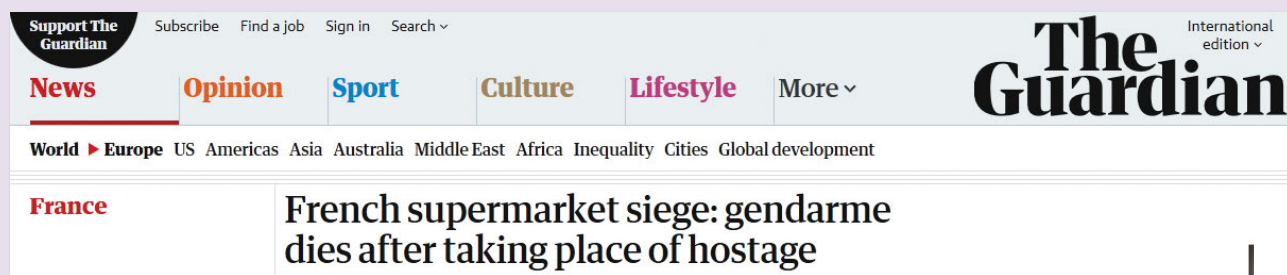 Support The
Guardian
Subscribe Find a job Sign in Search
International
edition
The
Guardian
News Opinion Sport Culture Lifestyle More
World Europe US Americas Asia Australia Middle East Africa Inequality Cities Global development
France
French supermarket siege: gendarme
dies after taking place of hostage